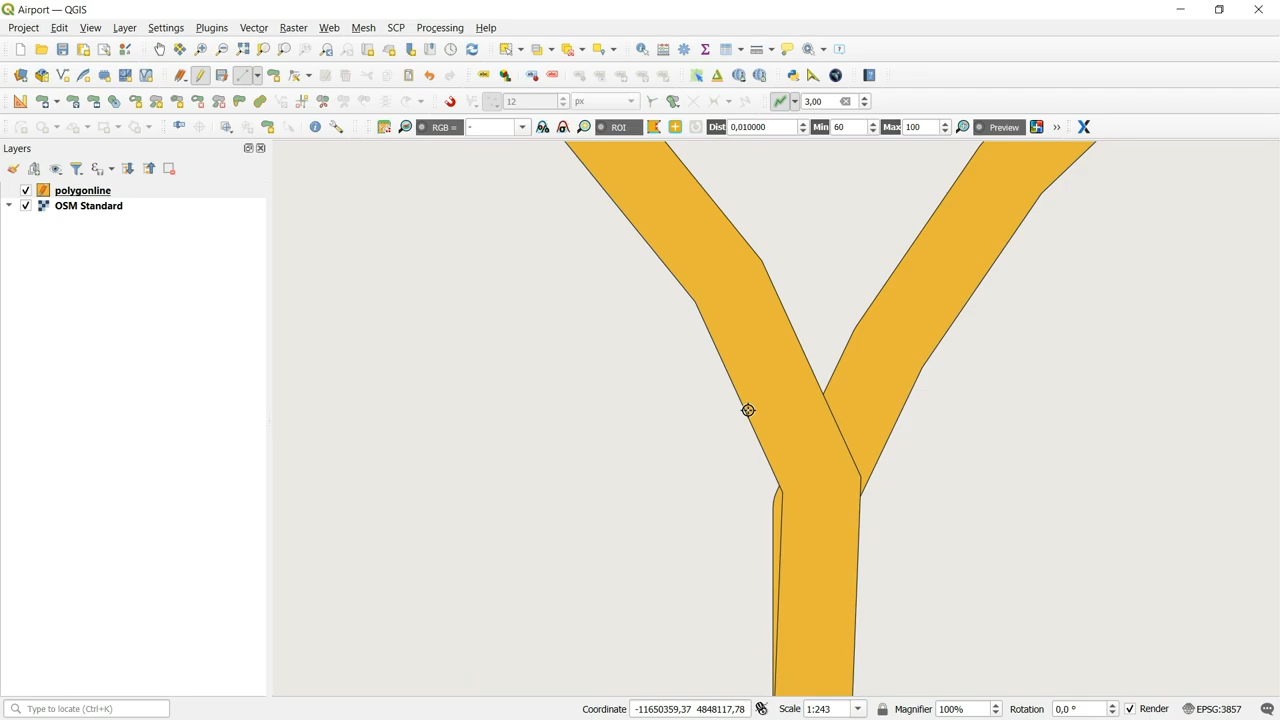 Airport — QGIS
Project Edit View Layer Settings Plugins Vector Raster Web Mesh SCP Processing Help
12 px 3,00
RGB = - ROI Dist 0,010000 Min 60 Max 100 Preview »
Layers
polygonline
OSM Standard
Type to locate (Ctrl+K) Coordinate -11650359,37 4848117,78 Scale 1:243 Magnifier 100% Rotation 0,0 ° Render EPSG:3857